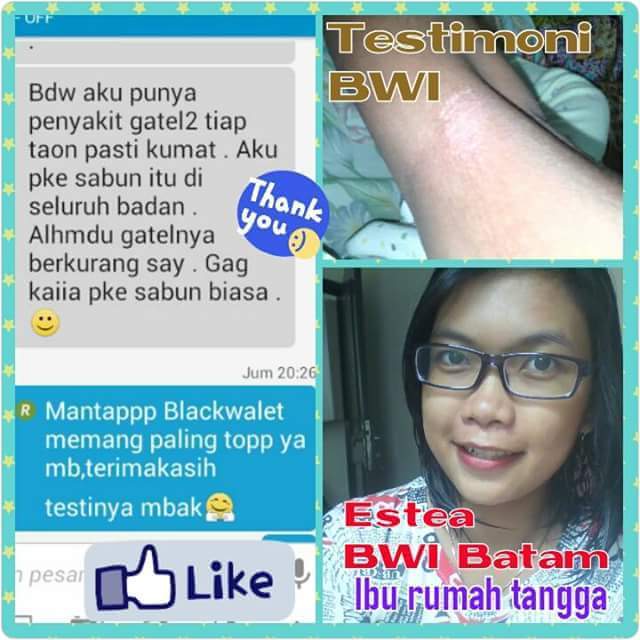 - OFF
.
Bdw aku punya
penyakit gatel2 tiap
taon pasti kumat . Aku
pke sabun itu di
seluruh badan .
Alhmdu gatelnya
berkurang say . Gag
kaiia pke sabun biasa .
Jum 20:26
R
Mantappp Blackwalet
memang paling topp ya
mb,terimakasih
testinya mbak
pesa
Like
Thank
you
Testimoni
BWI
Estea
BWI Batam
Ibu rumah tangga